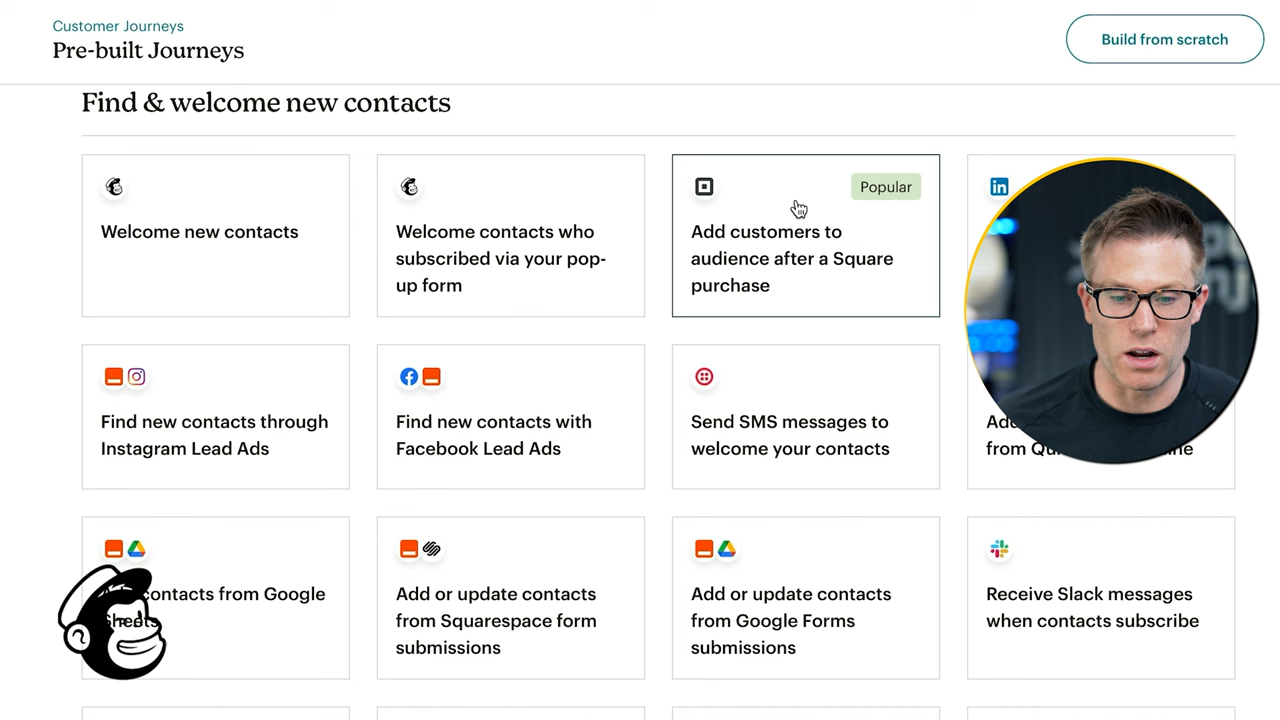 Customer Journeys
Pre-built Journeys
Build from scratch
Find & welcome new contacts
Welcome new contacts
Welcome contacts who
subscribed via your pop-
up form
Popular
Add customers to
audience after a Square
purchase
Find new contacts through
Instagram Lead Ads
Find new contacts with
Facebook Lead Ads
Send SMS messages to
welcome your contacts
from
contacts from Google
Sheets
Add or update contacts
from Squarespace form
submissions
Add or update contacts
from Google Forms
submissions
Receive Slack messages
when contacts subscribe